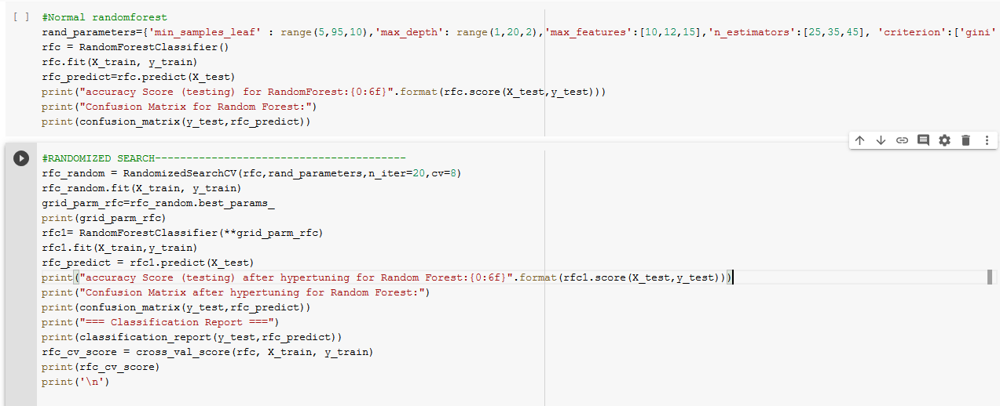 [ ] #Normal randomforest
rand_parameters={'min_samples_leaf' : range(5,95,10),'max_depth': range(1,20,2),'max_features':[10,12,15],'n_estimators':[25,35,45], 'criterion':['gini'
rfc = RandomForestClassifier()
rfc.fit(X_train, y_train)
rfc_predict=rfc.predict(X_test)
print("accuracy Score (testing) for RandomForest:{0:6f}".format(rfc.score(X_test,y_test)))
print("Confusion Matrix for Random Forest:")
print(confusion_matrix(y_test,rfc_predict))
#RANDOMIZED SEARCH----------------------------------------
rfc_random = RandomizedSearchCV(rfc,rand_parameters,n_iter=20,cv=8)
rfc_random.fit(X_train, y_train)
grid_parm_rfc=rfc_random.best_params_
print(grid_parm_rfc)
rfc1= RandomForestClassifier(**grid_parm_rfc)
rfc1.fit(X_train,y_train)
rfc_predict = rfc1.predict(X_test)
print("accuracy Score (testing) after hypertuning for Random Forest:{0:6f}".format(rfc1.score(X_test,y_test)))
print("Confusion Matrix after hypertuning for Random Forest:")
print(confusion_matrix(y_test,rfc_predict))
print("=== Classification Report ===")
print(classification_report(y_test,rfc_predict))
rfc_cv_score = cross_val_score(rfc, X_train, y_train)
print(rfc_cv_score)
print('\n')